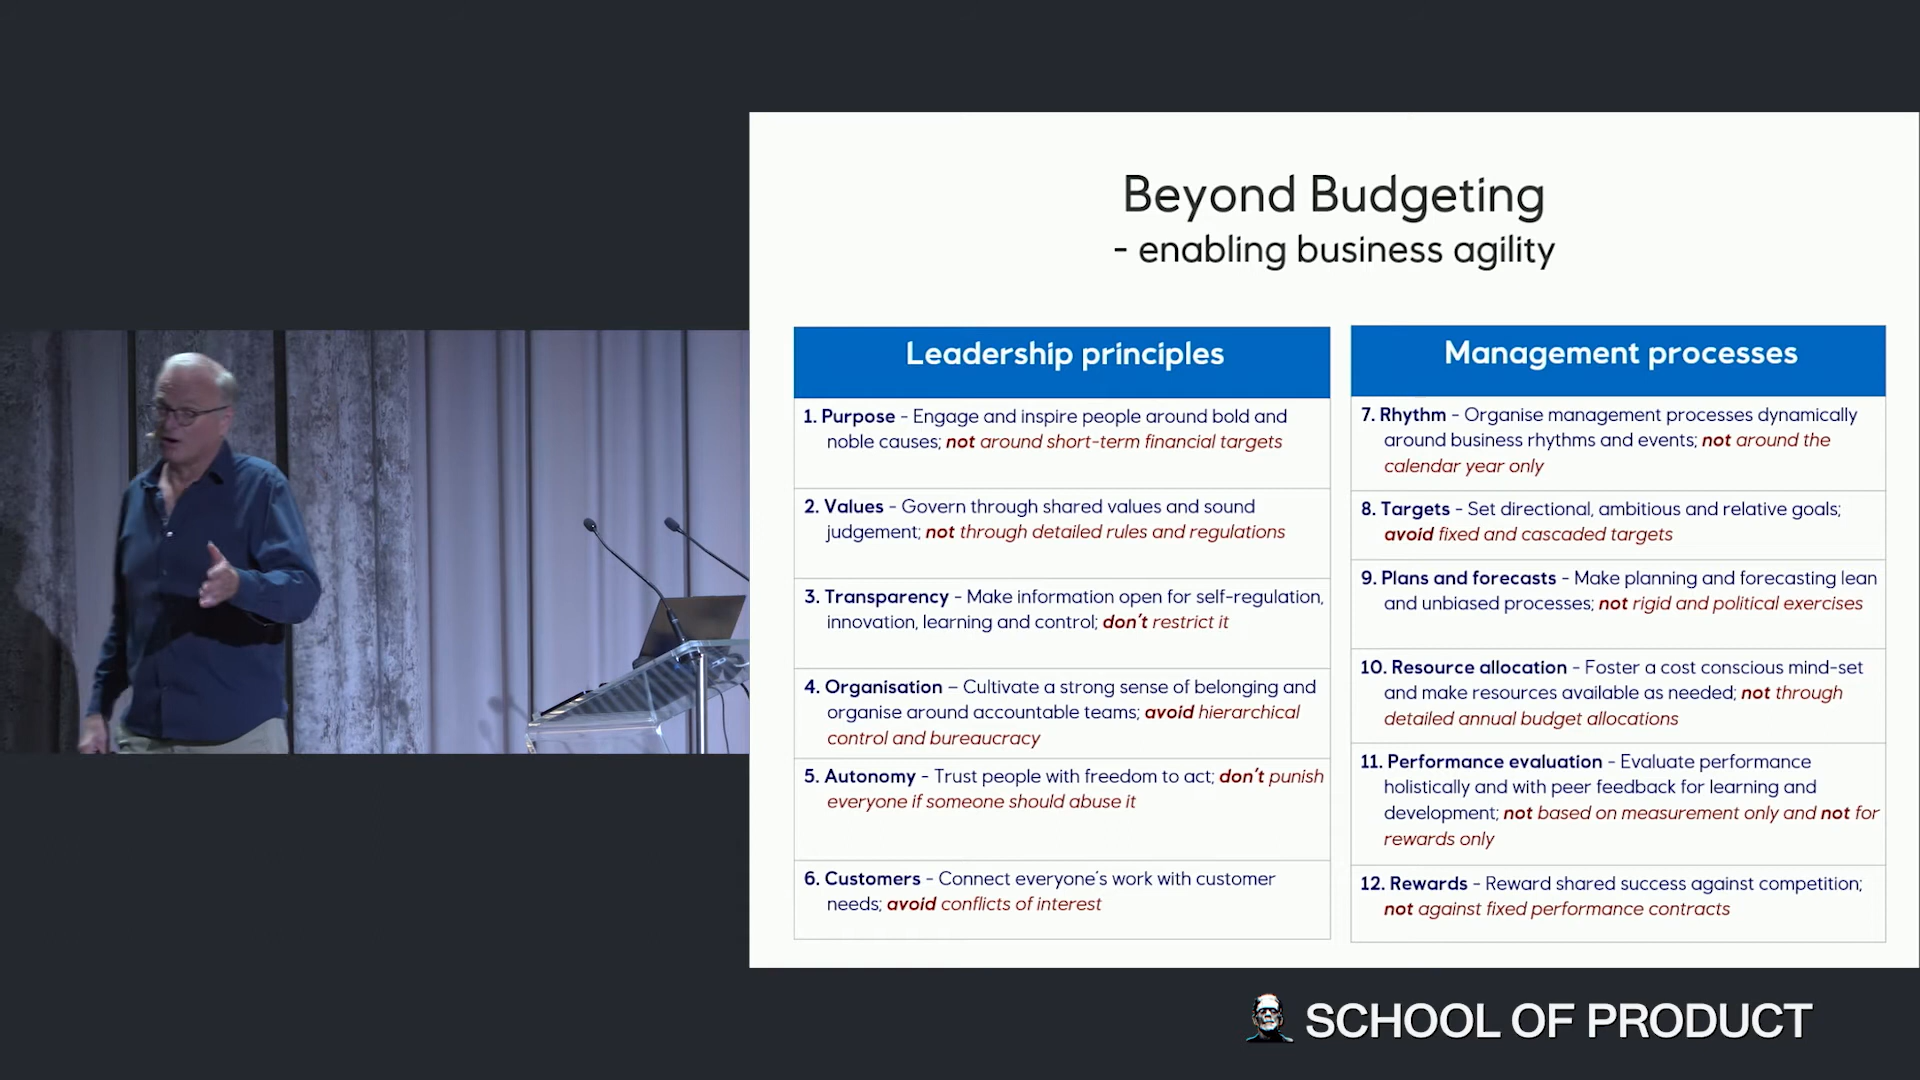 Beyond Budgeting
- enabling business agility
Leadership principles
1. Purpose - Engage and inspire people around bold and
noble causes; not around short-term financial targets
2. Values - Govern through shared values and sound
judgement; not through detailed rules and regulations
3. Transparency - Make information open for self-regulation,
innovation, learning and control; don't restrict it
4. Organisation – Cultivate a strong sense of belonging and
organise around accountable teams; avoid hierarchical
control and bureaucracy
5. Autonomy - Trust people with freedom to act; don't punish
everyone if someone should abuse it
6. Customers - Connect everyone's work with customer
needs; avoid conflicts of interest
Management processes
7. Rhythm - Organise management processes dynamically
around business rhythms and events; not around the
calendar year only
8. Targets - Set directional, ambitious and relative goals;
avoid fixed and cascaded targets
9. Plans and forecasts - Make planning and forecasting lean
and unbiased processes; not rigid and political exercises
10. Resource allocation - Foster a cost conscious mind-set
and make resources available as needed; not through
detailed annual budget allocations
11. Performance evaluation - Evaluate performance
holistically and with peer feedback for learning and
development; not based on measurement only and not for
rewards only
12. Rewards - Reward shared success against competition;
not against fixed performance contracts
SCHOOL OF PRODUCT